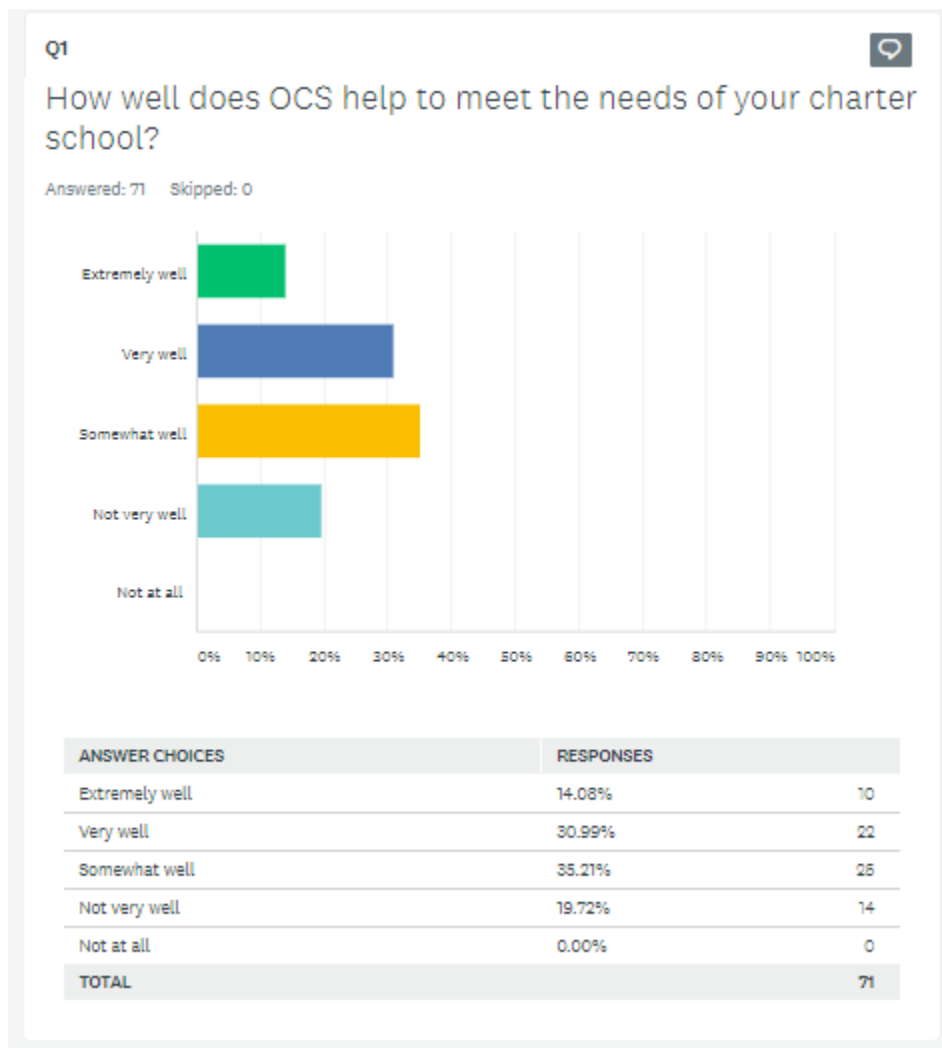 Q1
How well does OCS help to meet the needs of your charter
school?
Answered: 71 Skipped: 0
Extremely well
Very well
Somewhat well
Not very well
Not at all
0% 10% 20% 30% 40% 50% 60% 70% 80% 90% 100%
ANSWER CHOICES RESPONSES
Extremely well 14.08% 10
Very well 30.99% 22
Somewhat well 35.21% 25
Not very well 19.72% 14
Not at all 0.00% 0
TOTAL 71